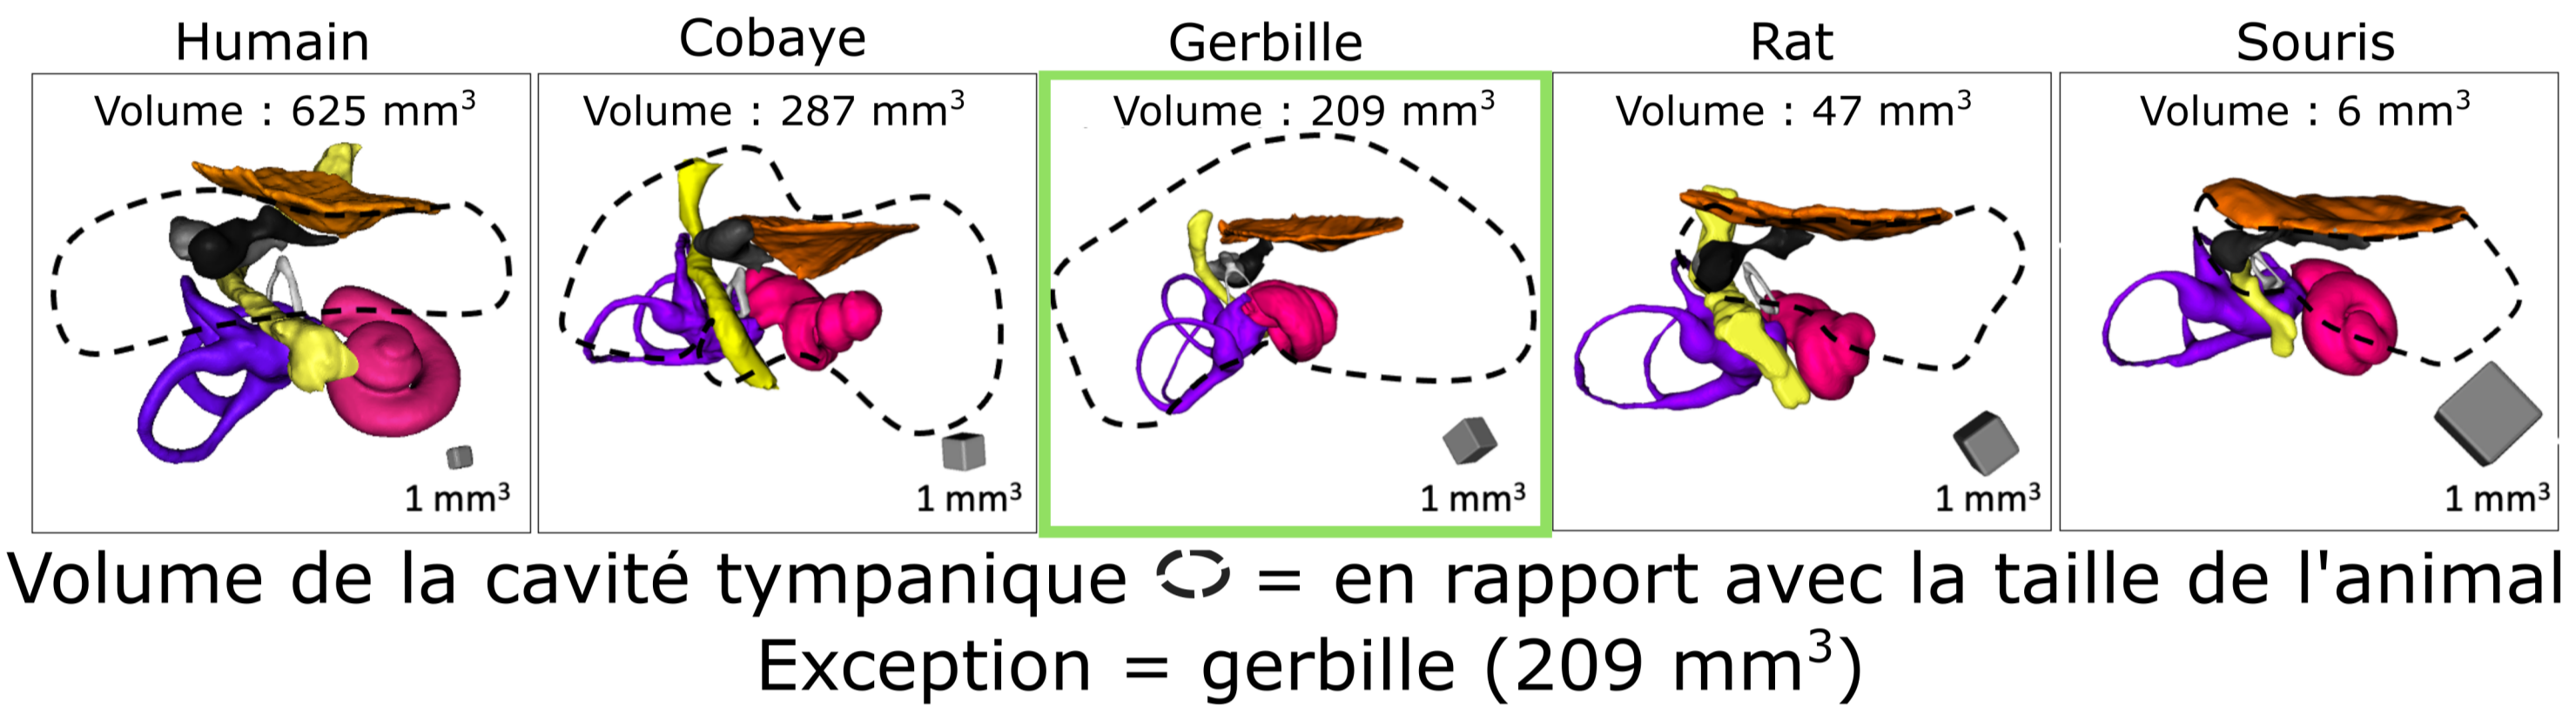 Humain
Cobaye
Gerbille
Rat
Souris
Volume : 625 mm³
Volume : 287 mm³
Volume : 209 mm³
Volume : 47 mm³
Volume : 6 mm³
1 mm³
1 mm³
1 mm³
1 mm³
1 mm³
Volume de la cavité tympanique = en rapport avec la taille de l'animal
Exception = gerbille (209 mm³)